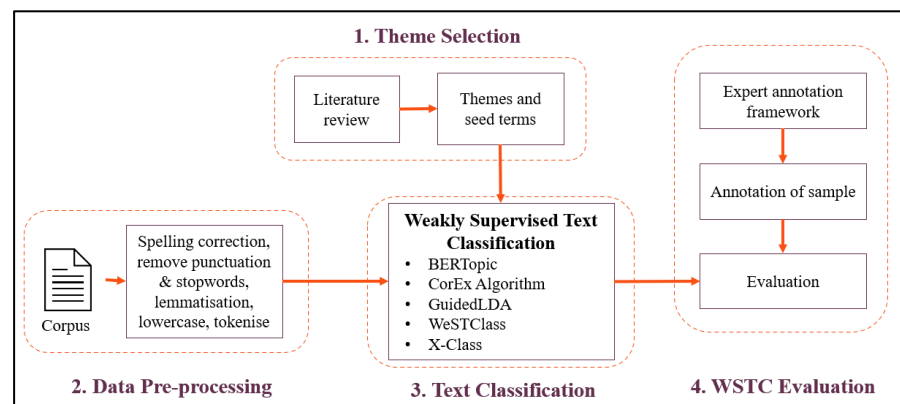 1. Theme Selection
Literature
review
Themes and
seed terms
Expert annotation
framework
Annotation of sample
Evaluation
Corpus
Spelling correction,
remove punctuation
& stopwords,
lemmatisation,
lowercase, tokenise
Weakly Supervised Text
Classification
• BERTopic
• CorEx Algorithm
• GuidedLDA
• WeSTClass
• X-Class
2. Data Pre-processing
3. Text Classification
4. WSTC Evaluation